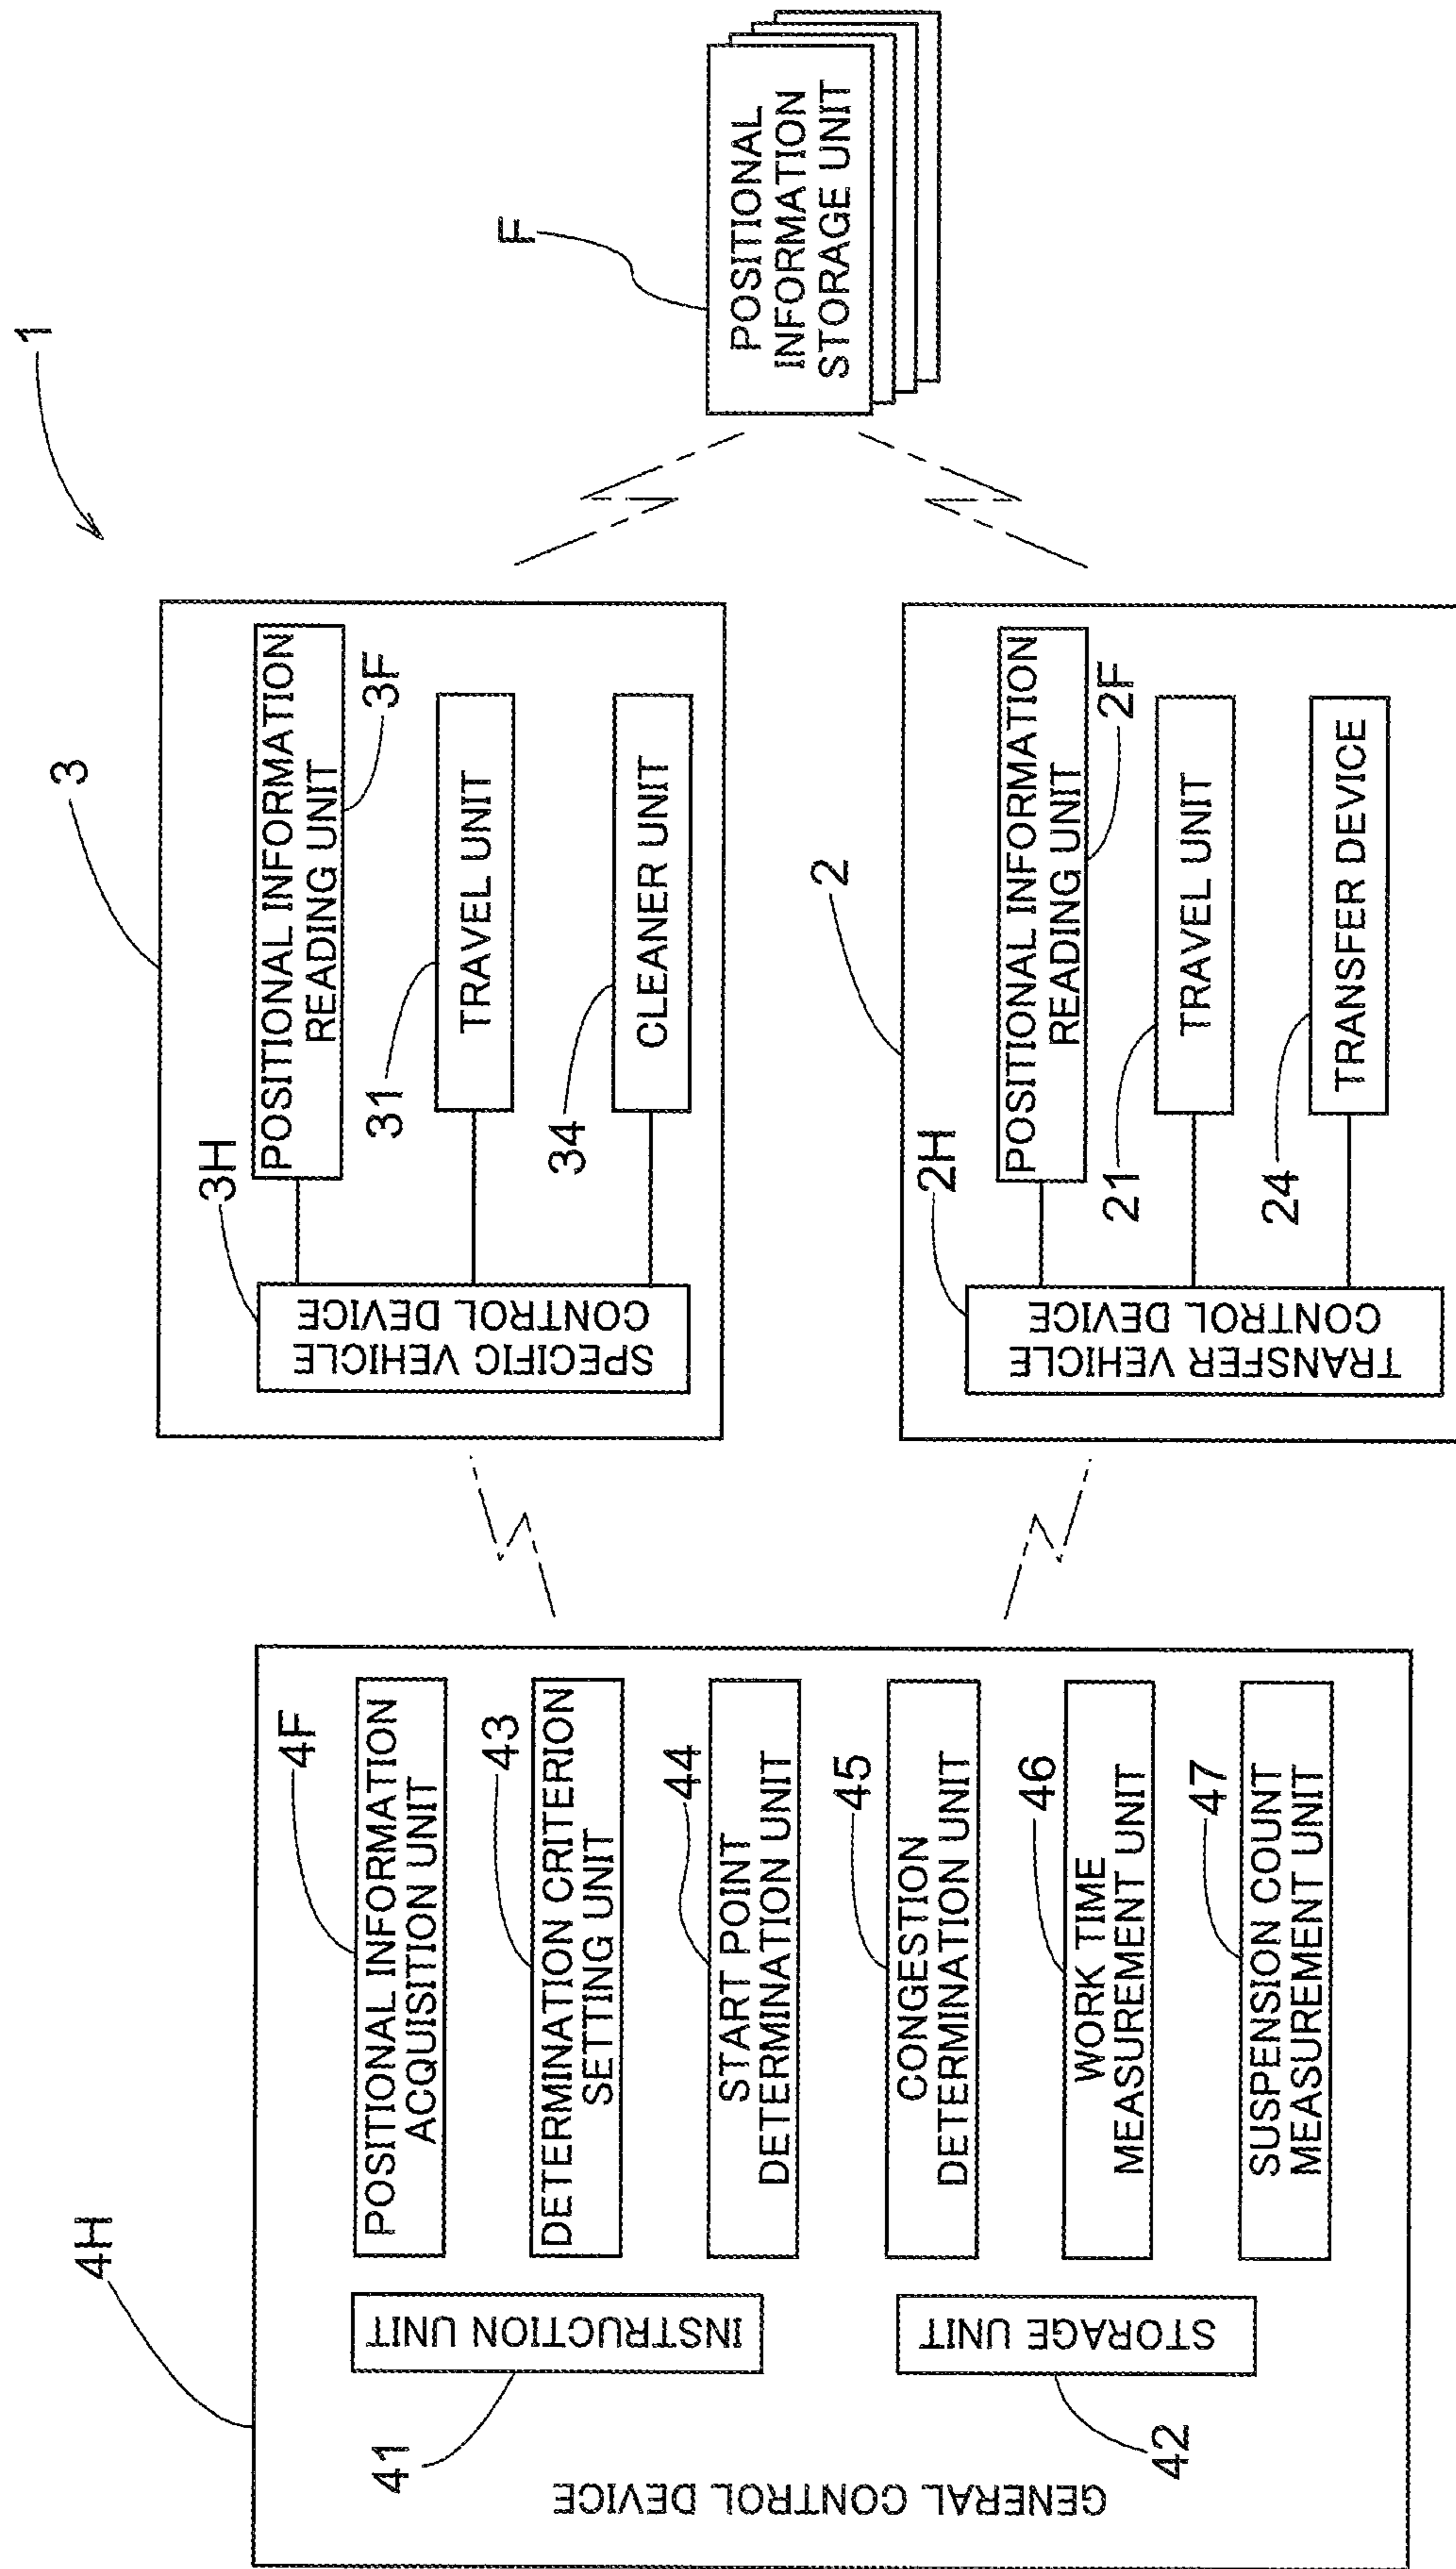 1
4H
GENERAL CONTROL DEVICE
41
INSTRUCTION UNIT
42
STORAGE UNIT
4F
POSITIONAL INFORMATION
ACQUISITION UNIT
43
DETERMINATION CRITERION
SETTING UNIT
44
START POINT
DETERMINATION UNIT
45
CONGESTION
DETERMINATION UNIT
46
WORK TIME
MEASUREMENT UNIT
47
SUSPENSION COUNT
MEASUREMENT UNIT
3
3H
SPECIFIC VEHICLE
CONTROL DEVICE
POSITIONAL INFORMATION
READING UNIT
3F
31
TRAVEL UNIT
34
CLEANER UNIT
2
2H
TRANSFER VEHICLE
CONTROL DEVICE
POSITIONAL INFORMATION
READING UNIT
2F
21
TRAVEL UNIT
24
TRANSFER DEVICE
F
POSITIONAL
INFORMATION
STORAGE UNIT